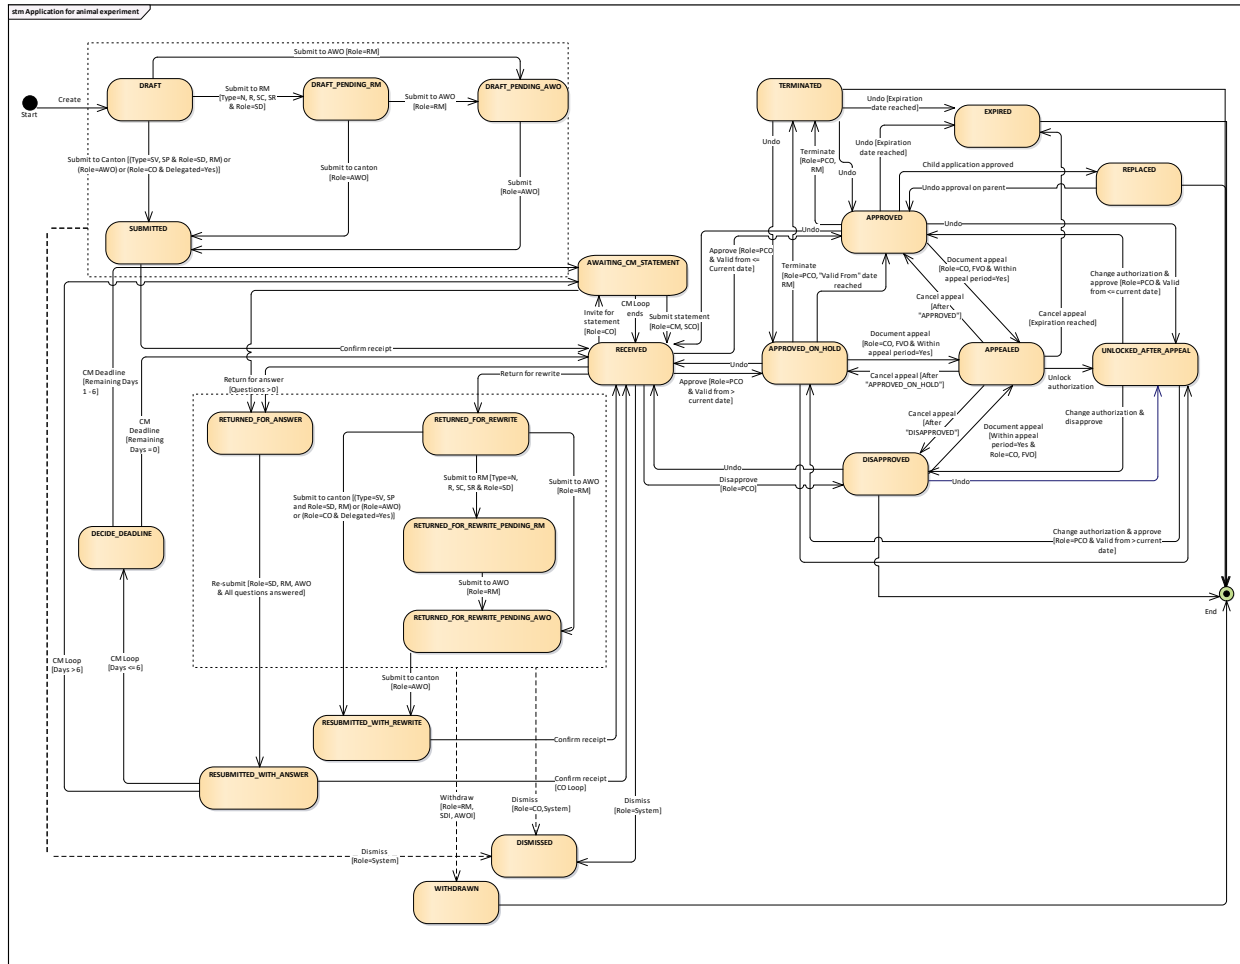 stm Application for animal experiment
Submit to AWO [Role=RM]
DRAFT
DRAFT_PENDING_RM
DRAFT_PENDING_AWO
Create
Start
Submit to RM
[Type=N, R, SC, SR
& Role=SD]
Submit to AWO
[Role=RM]
Submit to Canton [(Type=SV, SP & Role=SD, RM) or
(Role=AWO) or (Role=CO & Delegated=Yes)]
Submit to canton
[Role=AWO]
Submit
[Role=AWO]
SUBMITTED
AWAITING_CM_STATEMENT
Invite for
statement
[Role=CO]
CM Loop
ends
Submit statement
[Role=CM, SCO]
Confirm receipt
RECEIVED
CM Deadline
[Remaining Days
1 - 6]
CM
Deadline
[Remaining
Days = 0]
Return for answer
[Questions > 0]
Return for rewrite
RETURNED_FOR_ANSWER
RETURNED_FOR_REWRITE
Submit to canton [(Type=SV, SP
and Role=SD, RM) or (Role=AWO)
or (Role=CO & Delegated=Yes)]
Submit to RM [Type=N,
R, SC, SR & Role=SD]
Submit to AWO
[Role=RM]
RETURNED_FOR_REWRITE_PENDING_RM
DECIDE_DEADLINE
Re-submit [Role=SD, RM, AWO
& All questions answered]
Submit to AWO
[Role=RM]
RETURNED_FOR_REWRITE_PENDING_AWO
CM Loop
[Days > 6]
CM Loop
[Days <= 6]
Submit to canton
[Role=AWO]
RESUBMITTED_WITH_REWRITE
Confirm receipt
RESUBMITTED_WITH_ANSWER
Confirm receipt
[CO Loop]
Withdraw
[Role=RM,
SDI, AWOI]
Dismiss
[Role=CO,System]
Dismiss
[Role=System]
Dismiss
[Role=System]
DISMISSED
WITHDRAWN
TERMINATED
Undo [Expiration
date reached]
EXPIRED
Undo
Terminate
[Role=PCO,
RM]
Undo
Undo [Expiration
date reached]
Child application approved
REPLACED
Undo approval on parent
APPROVED
Undo
Undo
Approve [Role=PCO
& Valid from <=
Current date]
Terminate
[Role=PCO,
RM]
"Valid From" date
reached
Document appeal
[Role=CO, FVO & Within
appeal period=Yes]
Change authorization &
approve [Role=PCO & Valid
from <= current date]
Cancel appeal
[After
"APPROVED"]
Cancel appeal
[Expiration reached]
Document appeal
[Role=CO, FVO & Within
appeal period=Yes]
APPROVED_ON_HOLD
APPEALED
UNLOCKED_AFTER_APPEAL
Undo
Approve [Role=PCO
& Valid from >
current date]
Cancel appeal [After
"APPROVED_ON_HOLD"]
Unlock
authorization
Cancel appeal
[After
"DISAPPROVED"]
Document appeal
[Within appeal
period=Yes &
Role=CO, FVO]
Change authorization &
disapprove
DISAPPROVED
Undo
Disapprove
[Role=PCO]
Undo
Change authorization & approve
[Role=PCO & Valid from > current
date]
End